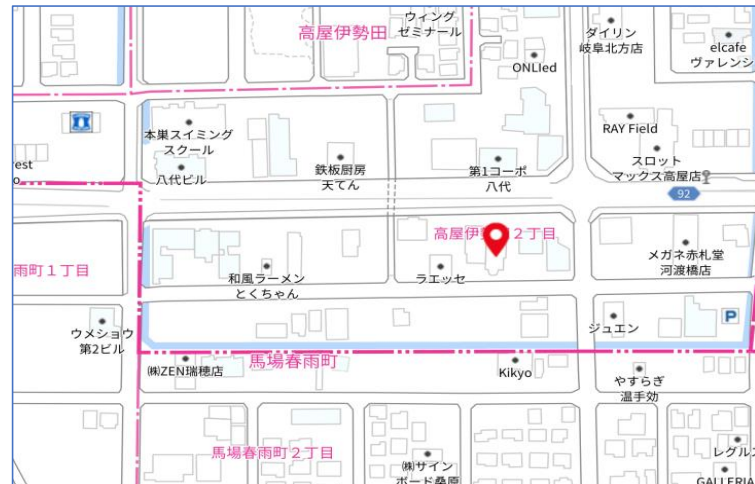 ウィング
ゼミナール
高屋伊勢田
ダイリン
岐阜北方店
elcafe
ヴァレンシ
ONLIed
本巣スイミング
スクール
RAY Field
八代ビル
鉄板厨房
天てん
第1コーポ
八代
スロット
マックス高屋店
est
92
雨町1丁目
和風ラーメン
とくちゃん
ラエッセ
2丁目
メガネ赤札堂
河渡橋店
ウメショウ
第2ビル
ジュエン
P
馬場春雨町
㈱ZEN瑞穂店
Kikyo
やすらぎ
温手効
馬場春雨町2丁目
㈱サイン
ボード桑原
レグルス
GALLERIA